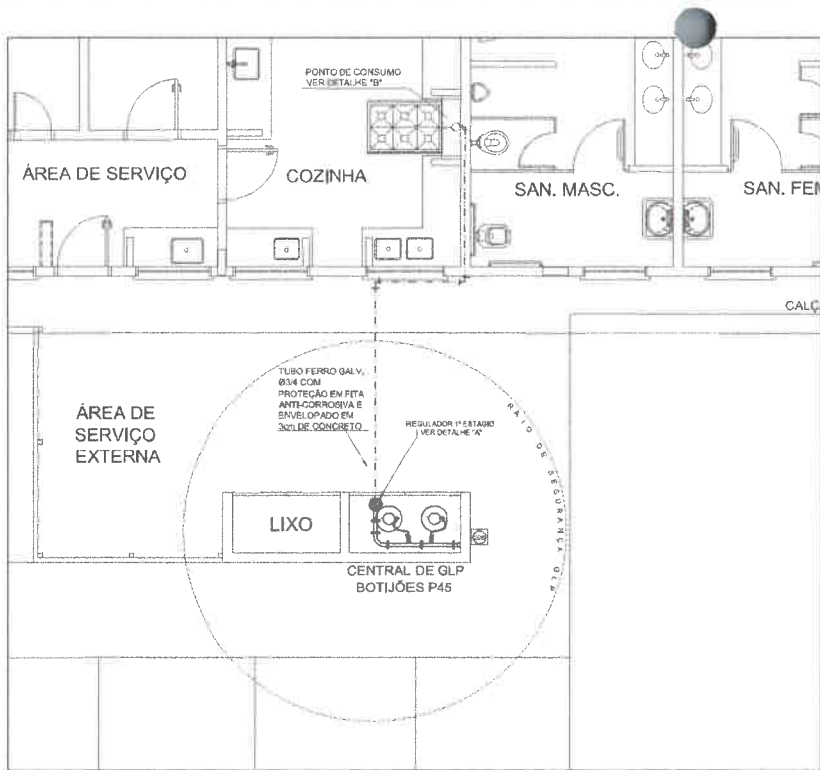 PONTO DE CONSUMO
VER DETALHE "B"
ÁREA DE SERVIÇO
COZINHA
SAN. MASC.
SAN. FEM
CALÇ
TUBO FERRO GALV.
Ø3/4 COM
PROTEÇÃO EM FITA
ANTI-CORROSIVA E
ENVELOPADO EM
3cm DE CONCRETO
REGULADOR 1º ESTÁGIO
VER DETALHE "A"
ÁREA DE
SERVIÇO
EXTERNA
RAIO DE SEGURANÇA GLP
LIXO
CENTRAL DE GLP
BOTIJÕES P45